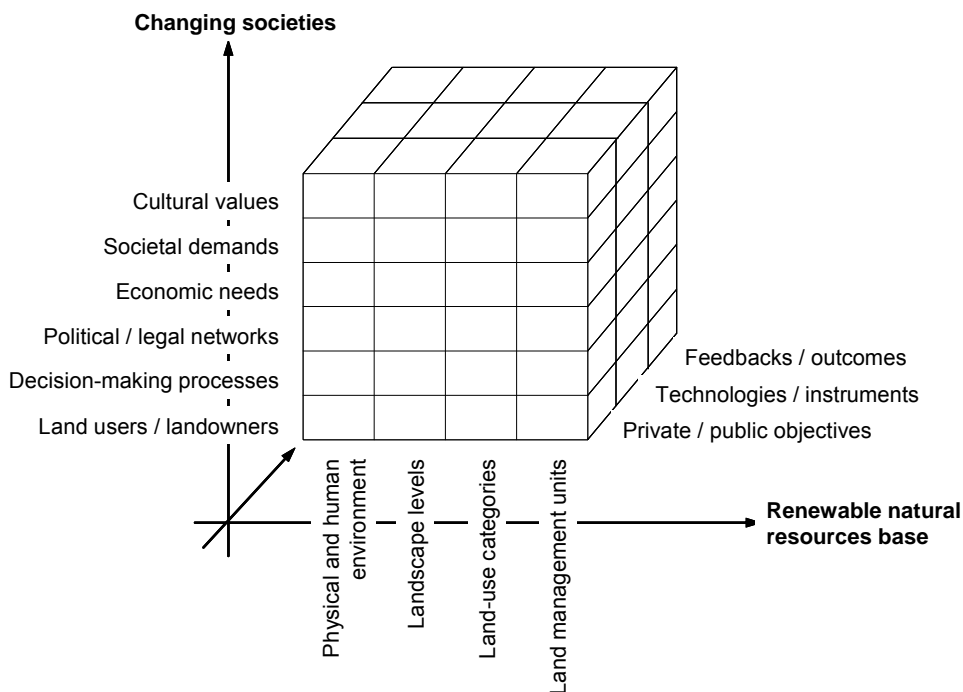 Changing societies
Cultural values
Societal demands
Economic needs
Political / legal networks
Decision-making processes
Land users / landowners
Feedbacks / outcomes
Technologies / instruments
Private / public objectives
Physical and human
environment
Landscape levels
Land-use categories
Land management units
Renewable natural
resources base